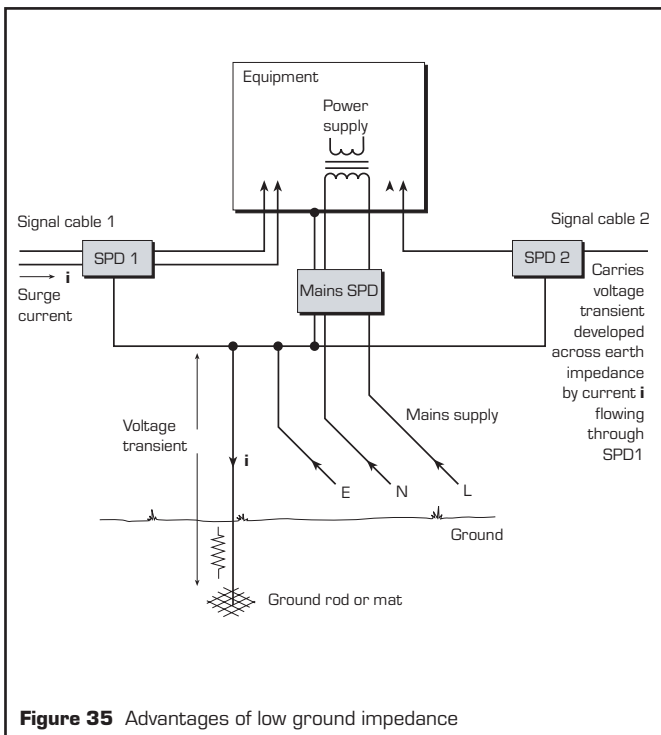 Equipment
Power
supply
Signal cable 1
Signal cable 2
SPD 1
SPD 2
i
Surge
current
Mains SPD
Carries
voltage
transient
developed
across earth
impedance
by current i
flowing
through
SPD1
Voltage
transient
i
Mains supply
E
N
L
Ground
Ground rod or mat
Figure 35 Advantages of low ground impedance